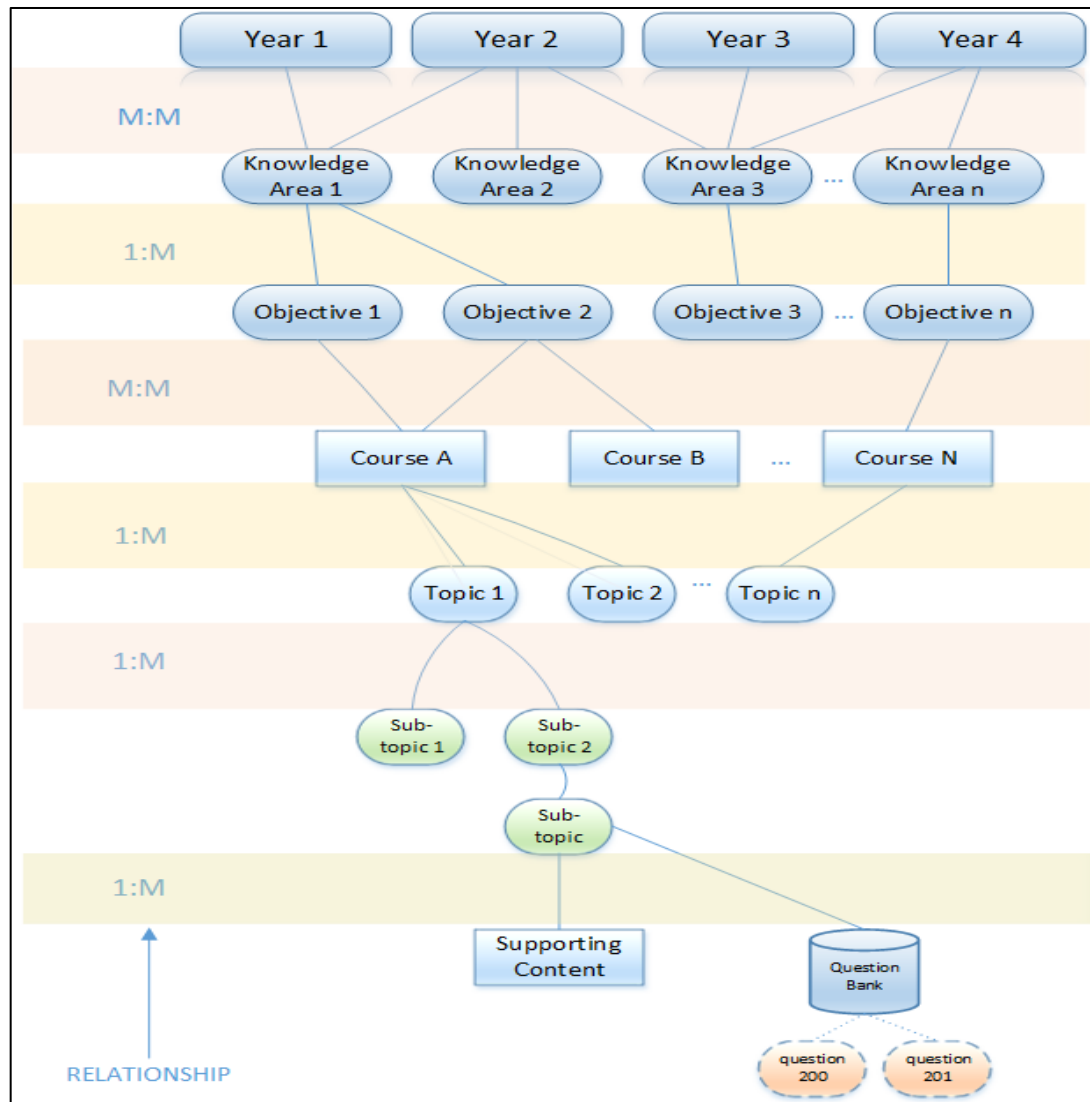 Year 1
Year 2
Year 3
Year 4
M:M
Knowledge
Area 1
Knowledge
Area 2
Knowledge
Area 3
...
Knowledge
Area n
1:M
Objective 1
Objective 2
Objective 3
...
Objective n
M:M
Course A
Course B
...
Course N
1:M
Topic 1
Topic 2
...
Topic n
1:M
Sub-
topic 1
Sub-
topic 2
Sub-
topic
1:M
Supporting
Content
Question
Bank
question
200
question
201
RELATIONSHIP